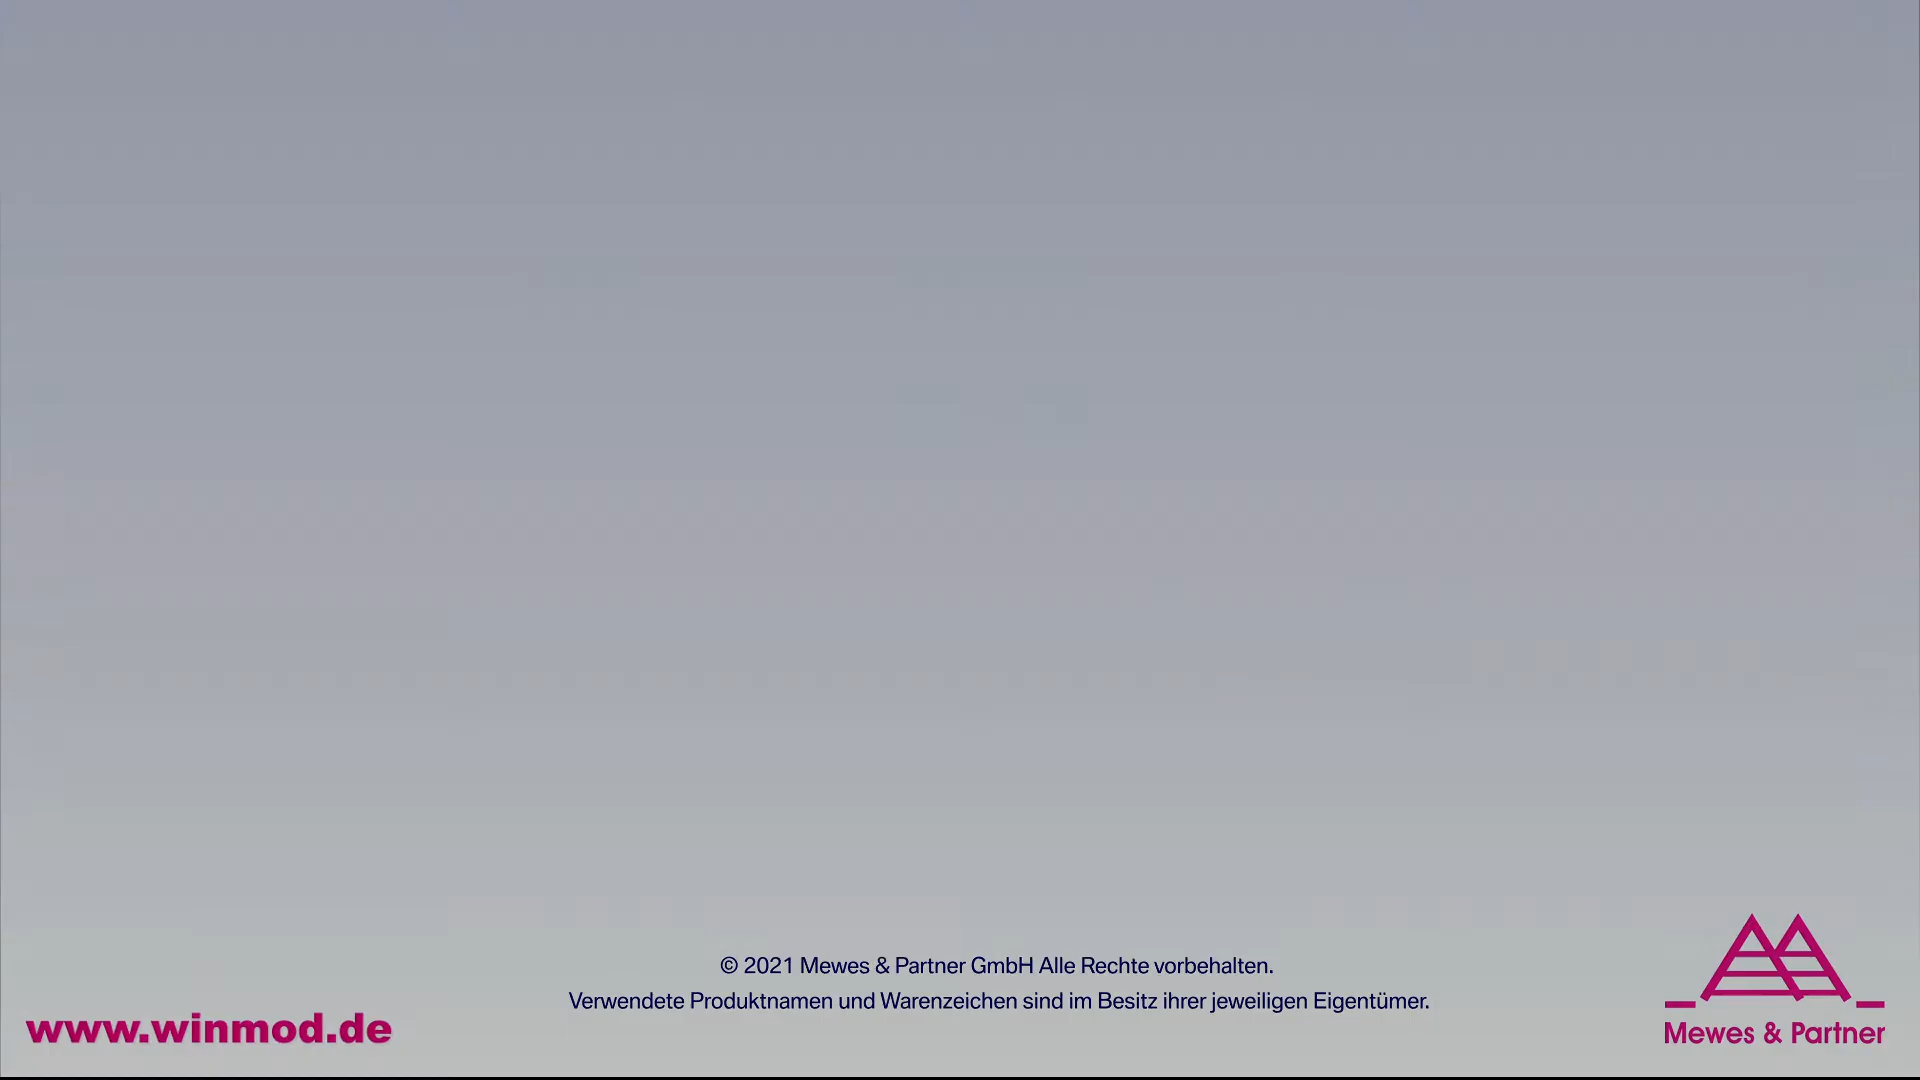 © 2021 Mewes & Partner GmbH Alle Rechte vorbehalten.
Verwendete Produktnamen und Warenzeichen sind im Besitz ihrer jeweiligen Eigentümer.
www.winmod.de
Mewes & Partner